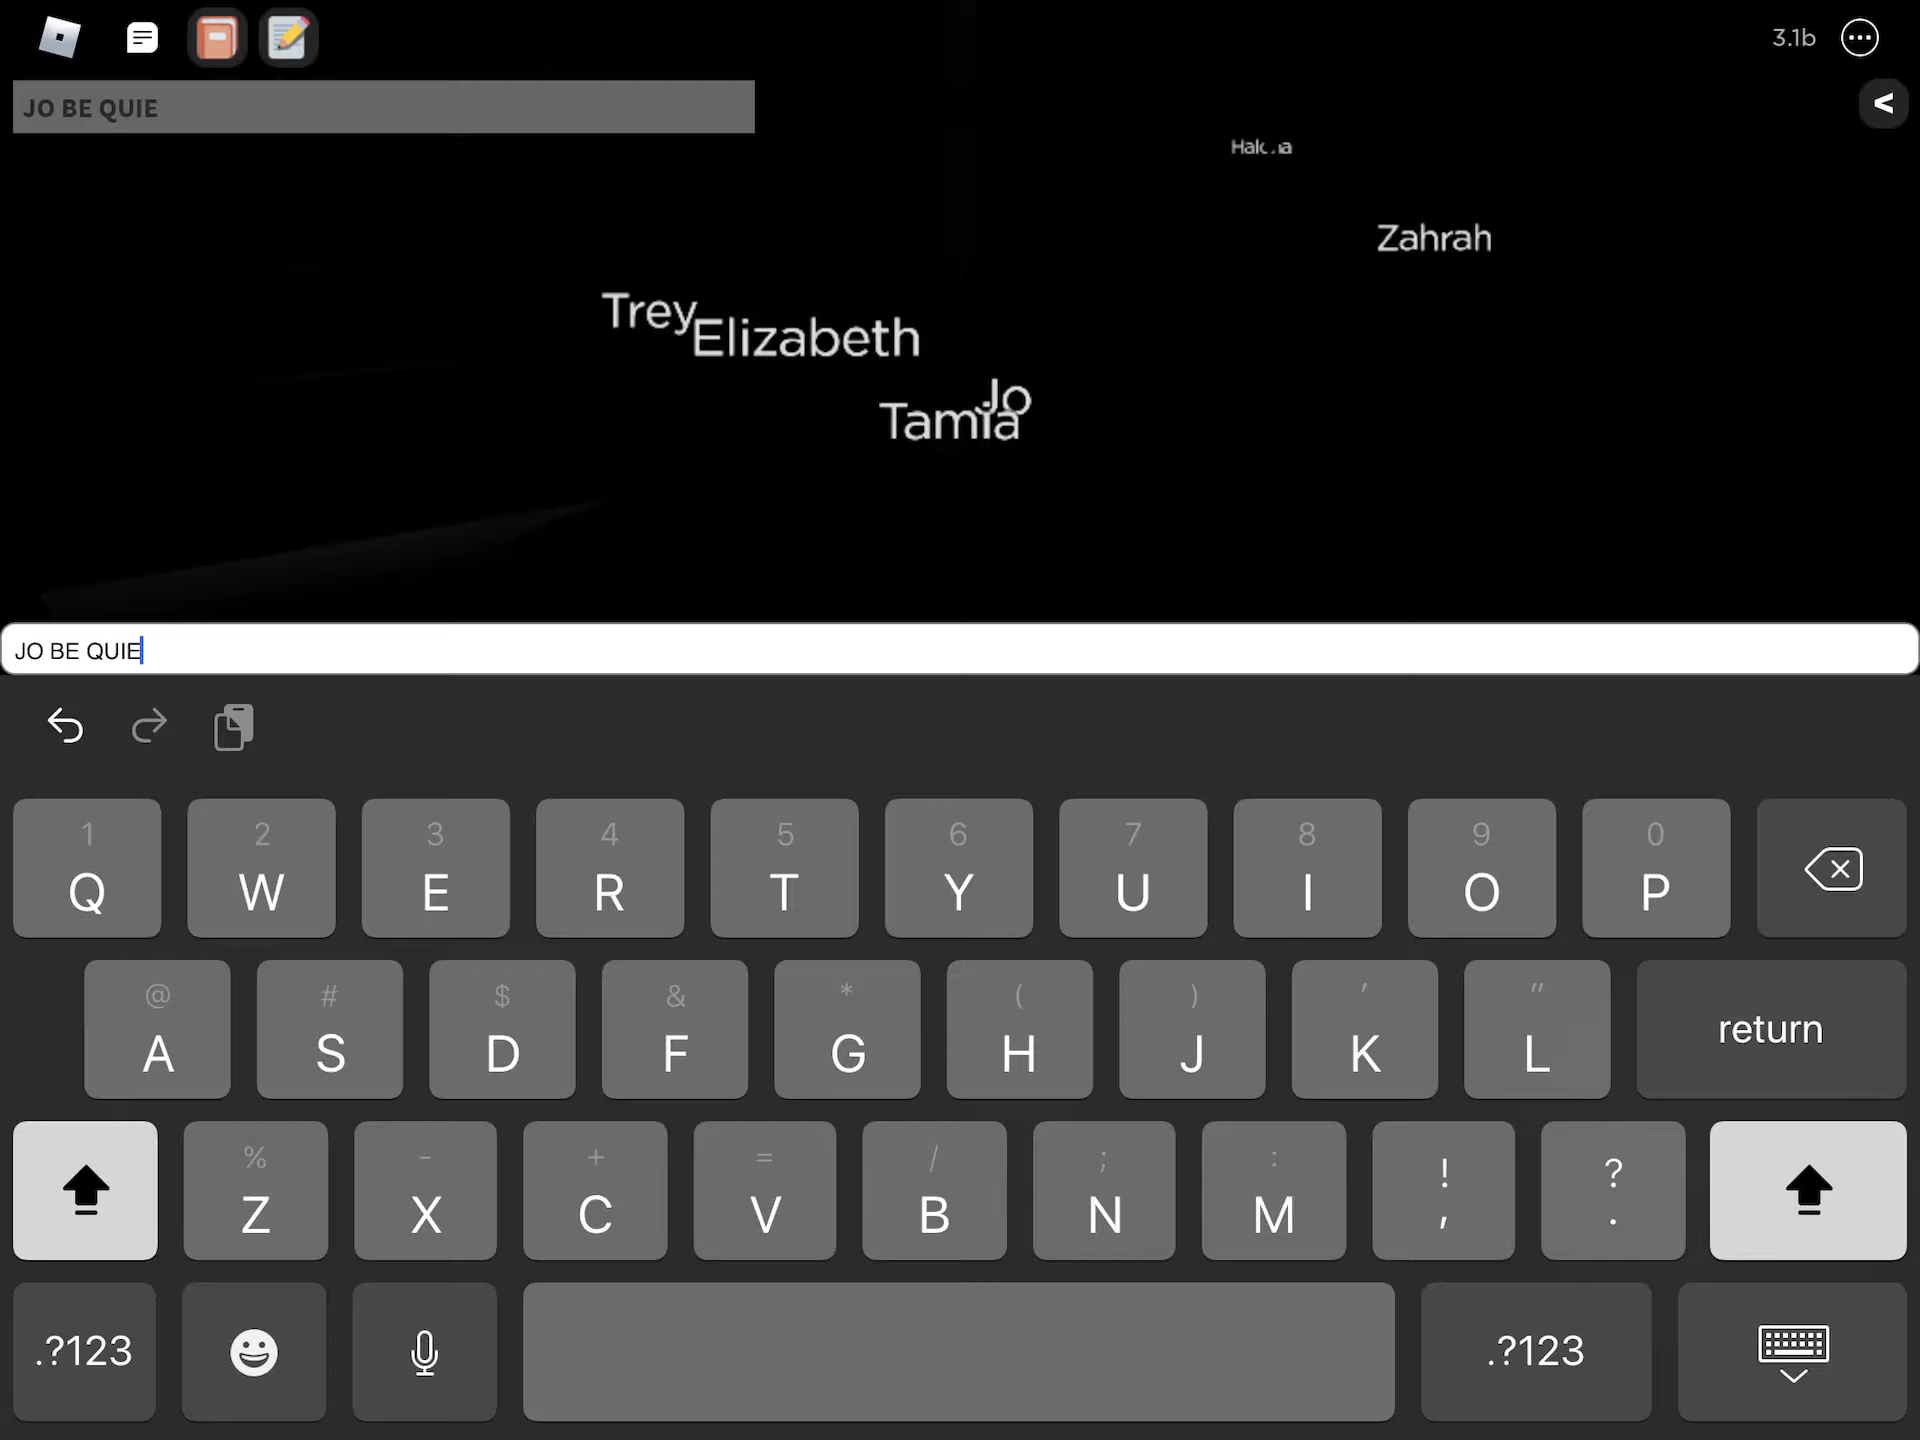 3.1b
JO BE QUIE
<
Zahrah
Trey
Elizabeth
Jo
Tamia
JO BE QUIE
1 2 3 4 5 6 7 8 9 0
Q W E R T Y U I O P
@ # $ & * ( ) ' "
A S D F G H J K L return
% - + = / ; : ! ?
Z X C V B N M , .
.?123 .?123